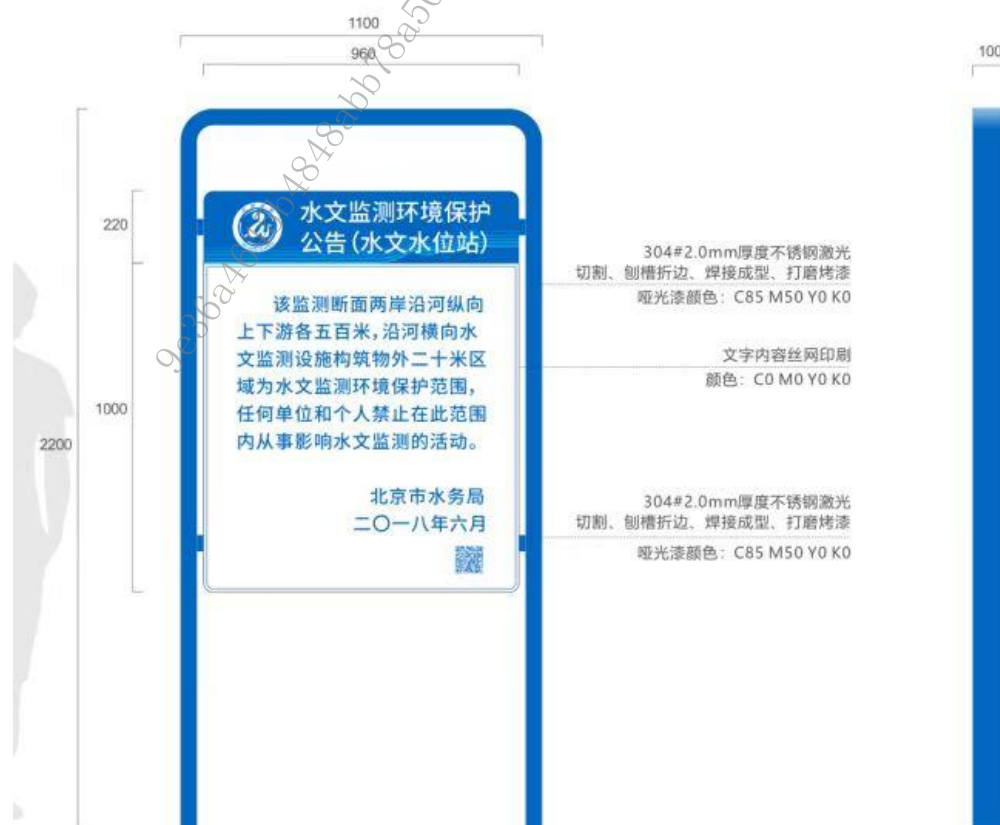 1100
960
100
220
水文监测环境保护
公告(水文水位站)
304#2.0mm厚度不锈钢激光
切割、刨槽折边、焊接成型、打磨烤漆
哑光漆颜色：C85 M50 Y0 K0
该监测断面两岸沿河纵向
上下游各五百米,沿河横向水
文监测设施构筑物外二十米区
域为水文监测环境保护范围,
任何单位和个人禁止在此范围
内从事影响水文监测的活动。
文字内容丝网印刷
颜色：C0 M0 Y0 K0
1000
2200
北京市水务局
二〇一八年六月
304#2.0mm厚度不锈钢激光
切割、刨槽折边、焊接成型、打磨烤漆
哑光漆颜色：C85 M50 Y0 K0